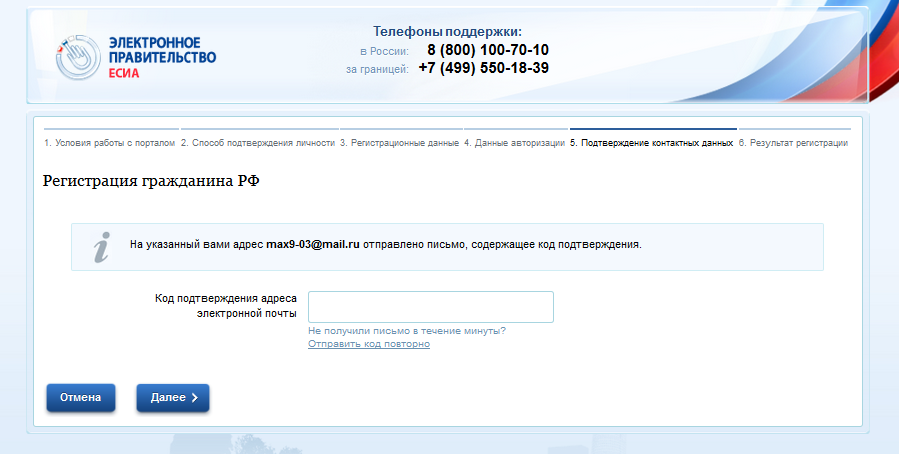 ЭЛЕКТРОННОЕ
ПРАВИТЕЛЬСТВО
ЕСИА
Телефоны поддержки:
в России: 8 (800) 100-70-10
за границей: +7 (499) 550-18-39
1. Условия работы с порталом 2. Способ подтверждения личности 3. Регистрационные данные 4. Данные авторизации 5. Подтверждение контактных данных 6. Результат регистрации
Регистрация гражданина РФ
На указанный вами адрес max9-03@mail.ru отправлено письмо, содержащее код подтверждения.
Код подтверждения адреса
электронной почты
Не получили письмо в течение минуты?
Отправить код повторно
Отмена
Далее